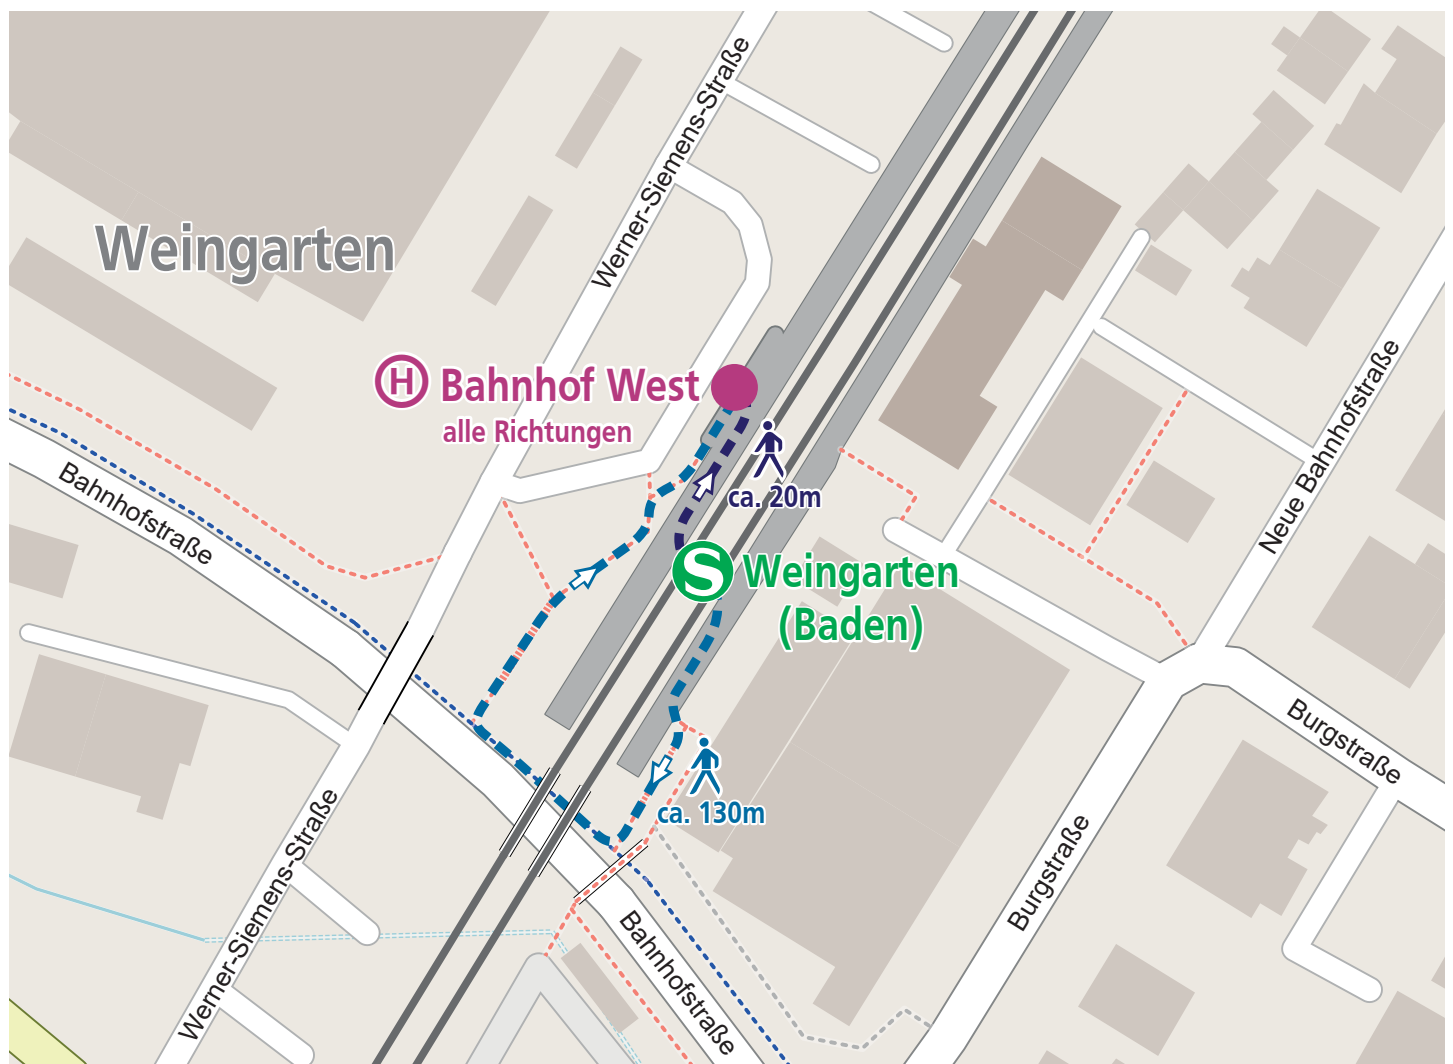 Werner-Siemens-Straße
Weingarten
H Bahnhof West
alle Richtungen
Neue Bahnhofstraße
Bahnhofstraße
ca. 20m
S Weingarten
(Baden)
Burgstraße
ca. 130m
Werner-Siemens-Straße
Burgstraße
Bahnhofstraße